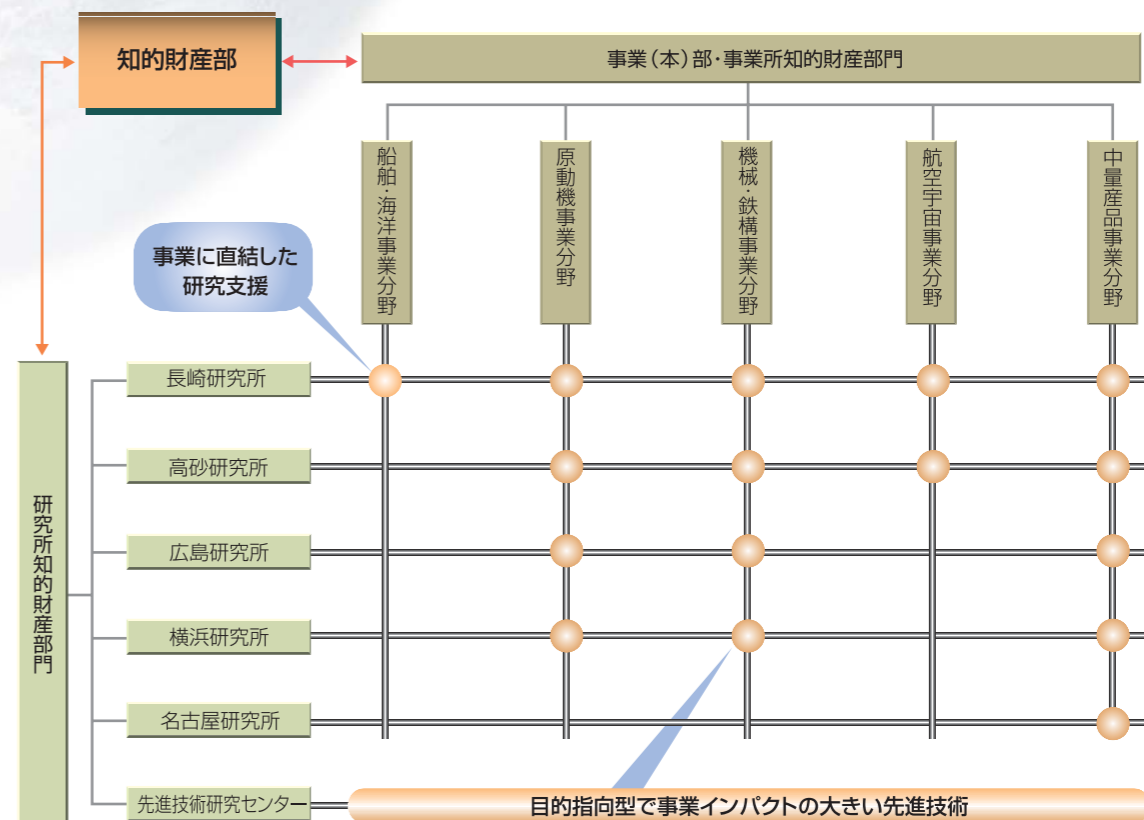 知的財産部
事業(本)部・事業所知的財産部門
船舶・海洋事業分野
原動機事業分野
機械・鉄構事業分野
航空宇宙事業分野
中量産品事業分野
事業に直結した
研究支援
研究所知的財産部門
長崎研究所
高砂研究所
広島研究所
横浜研究所
名古屋研究所
先進技術研究センター
目的指向型で事業インパクトの大きい先進技術